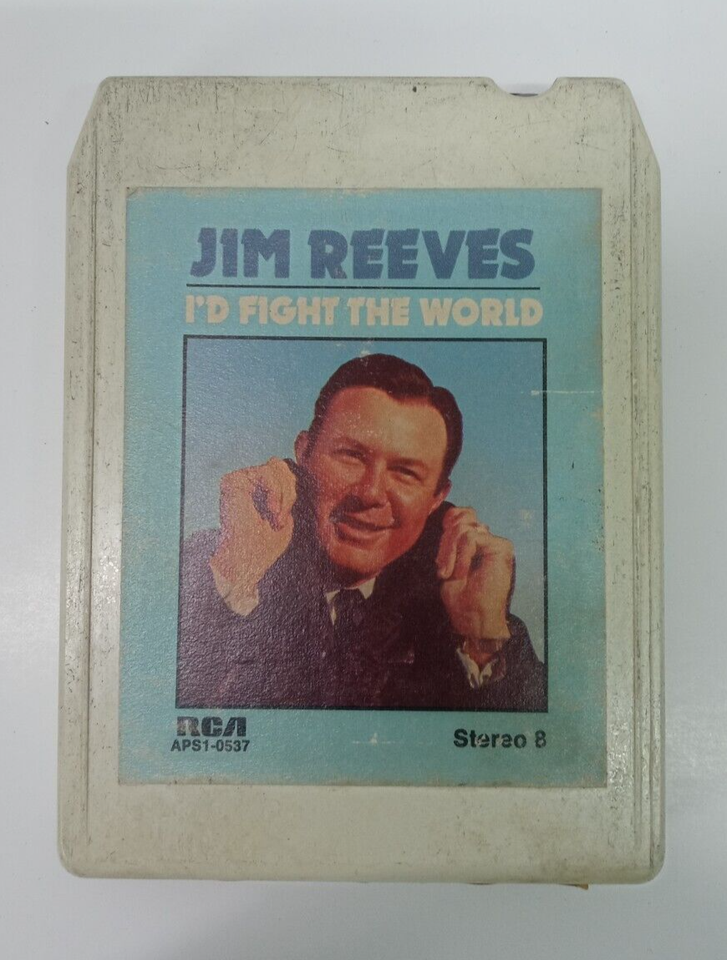 JIM REEVES
I'D FIGHT THE WORLD
RCA
APS1-0537
Stereo 8